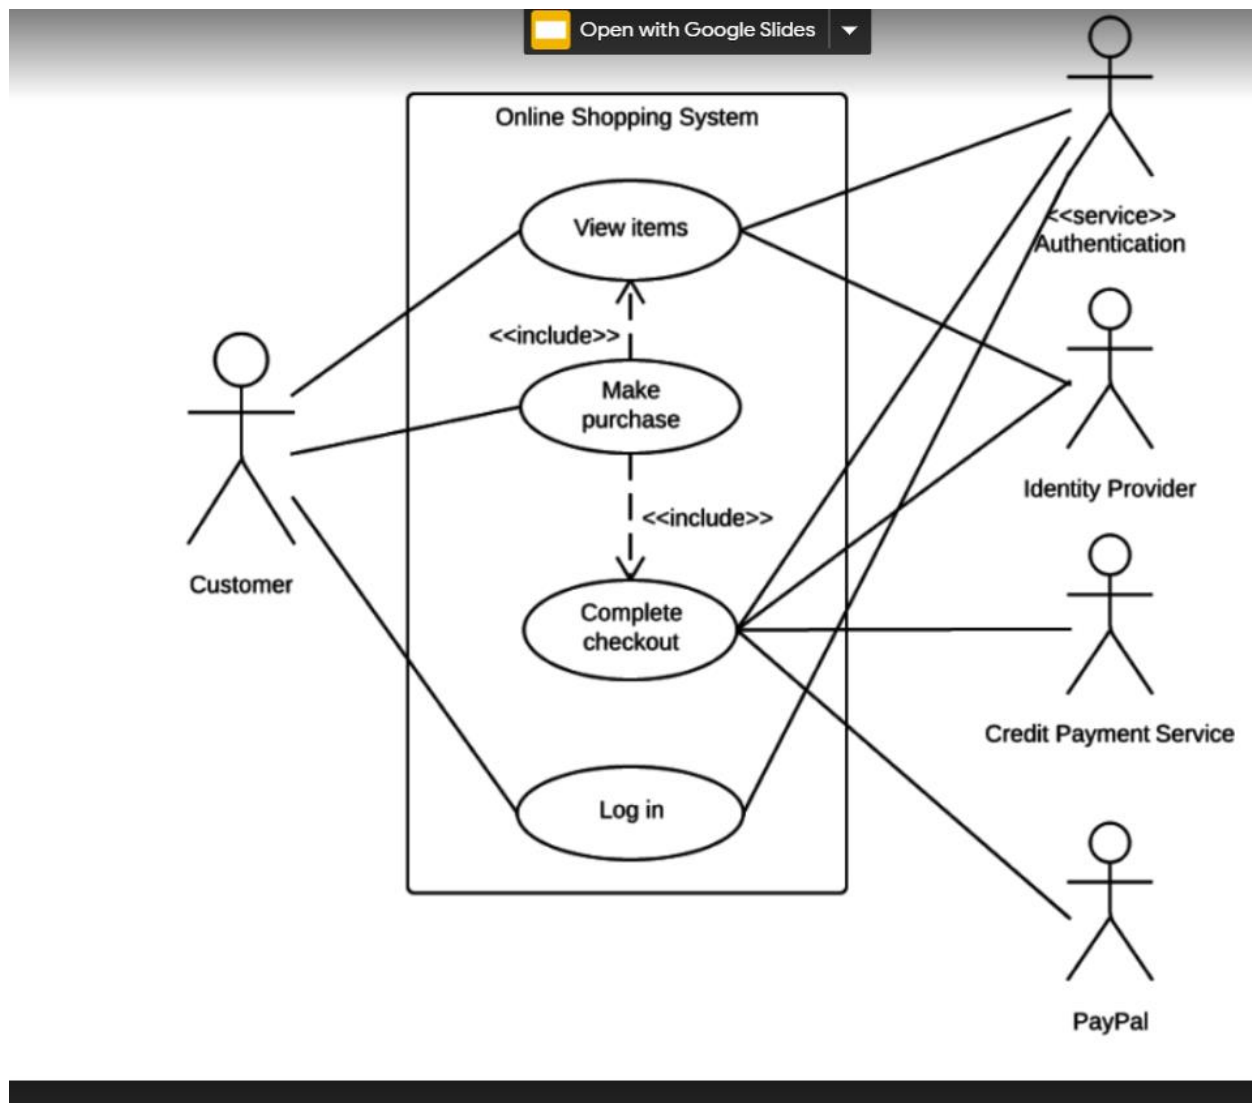 Open with Google Slides
Online Shopping System
View items
<<include>>
Make
purchase
<<include>>
Complete
checkout
Log in
Customer
<<service>>
Authentication
Identity Provider
Credit Payment Service
PayPal